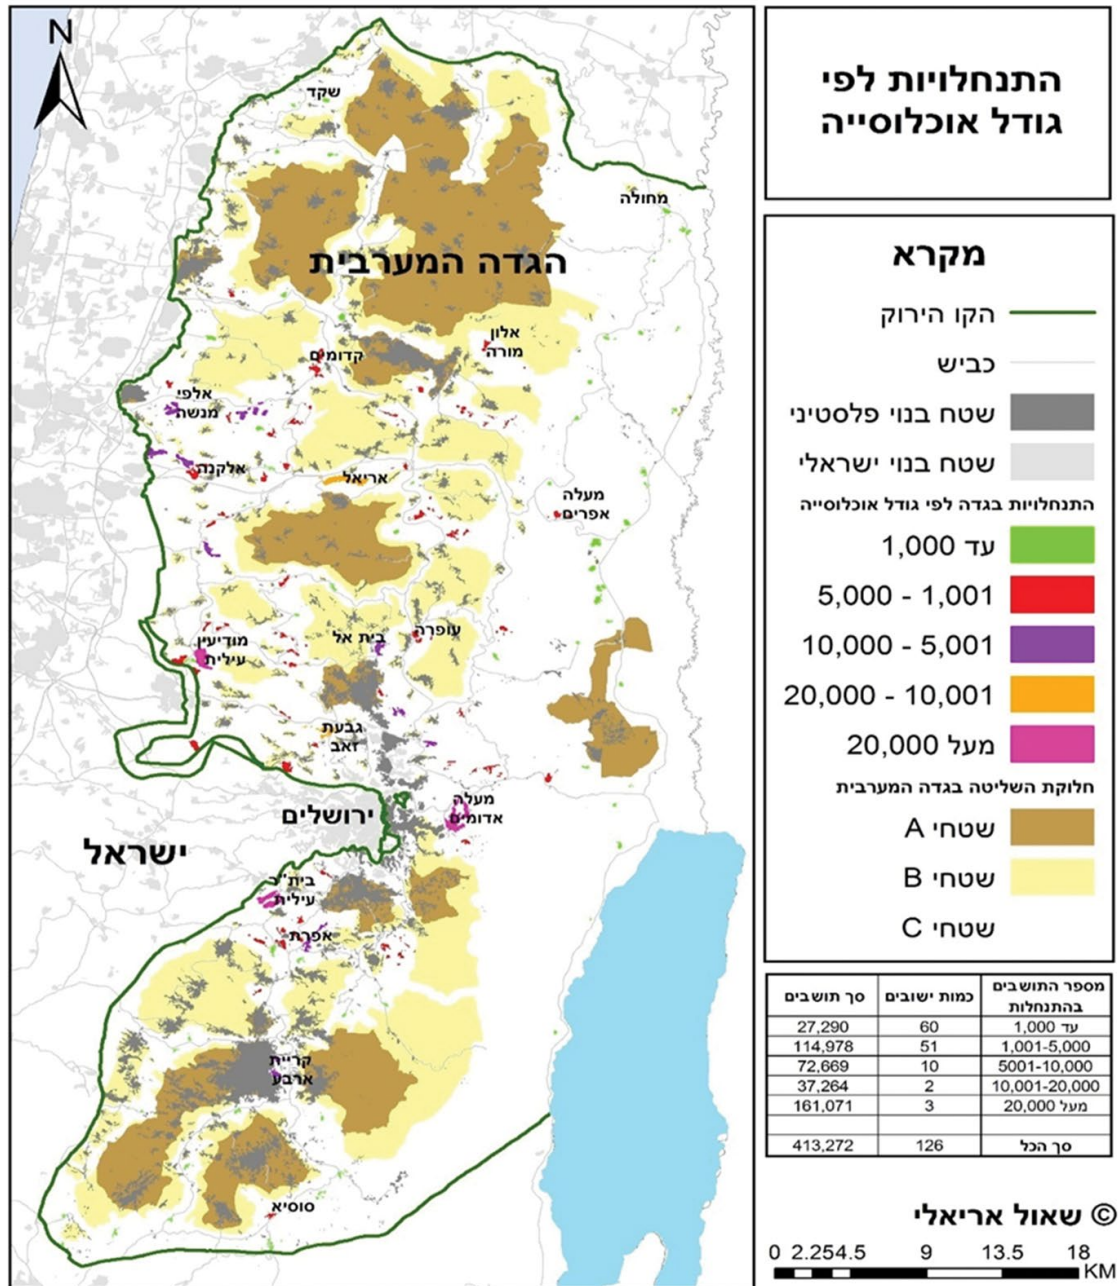 התנחלויות לפי
גודל אוכלוסייה
מקרא
הקו הירוק
כביש
שטח בנוי פלסטיני
שטח בנוי ישראלי
התנחלויות בגדה לפי גודל אוכלוסייה
עד 1,000
5,000 - 1,001
10,000 - 5,001
20,000 - 10,001
מעל 20,000
חלוקת השליטה בגדה המערבית
שטחי A
שטחי B
שטחי C
מספר התושבים בהתנחלות כמות ישובים סך תושבים
עד 1,000 60 27,290
1,001-5,000 51 114,978
5001-10,000 10 72,669
10,001-20,000 2 37,264
מעל 20,000 3 161,071
סך הכל 126 413,272
© שאול אריאלי
0 2.25 4.5 9 13.5 18
KM
N
שקד
מחולה
הגדה המערבית
אלון
מורה
קדומים
אלפי
מנשה
אלקנה
אריאל
מעלה
אפרים
מודיעין
עילית
בית אל
עופרה
גבעת
זאב
ירושלים
מעלה
אדומים
ישראל
בית"ר
עילית
אפרת
קריית
ארבע
סוסיא